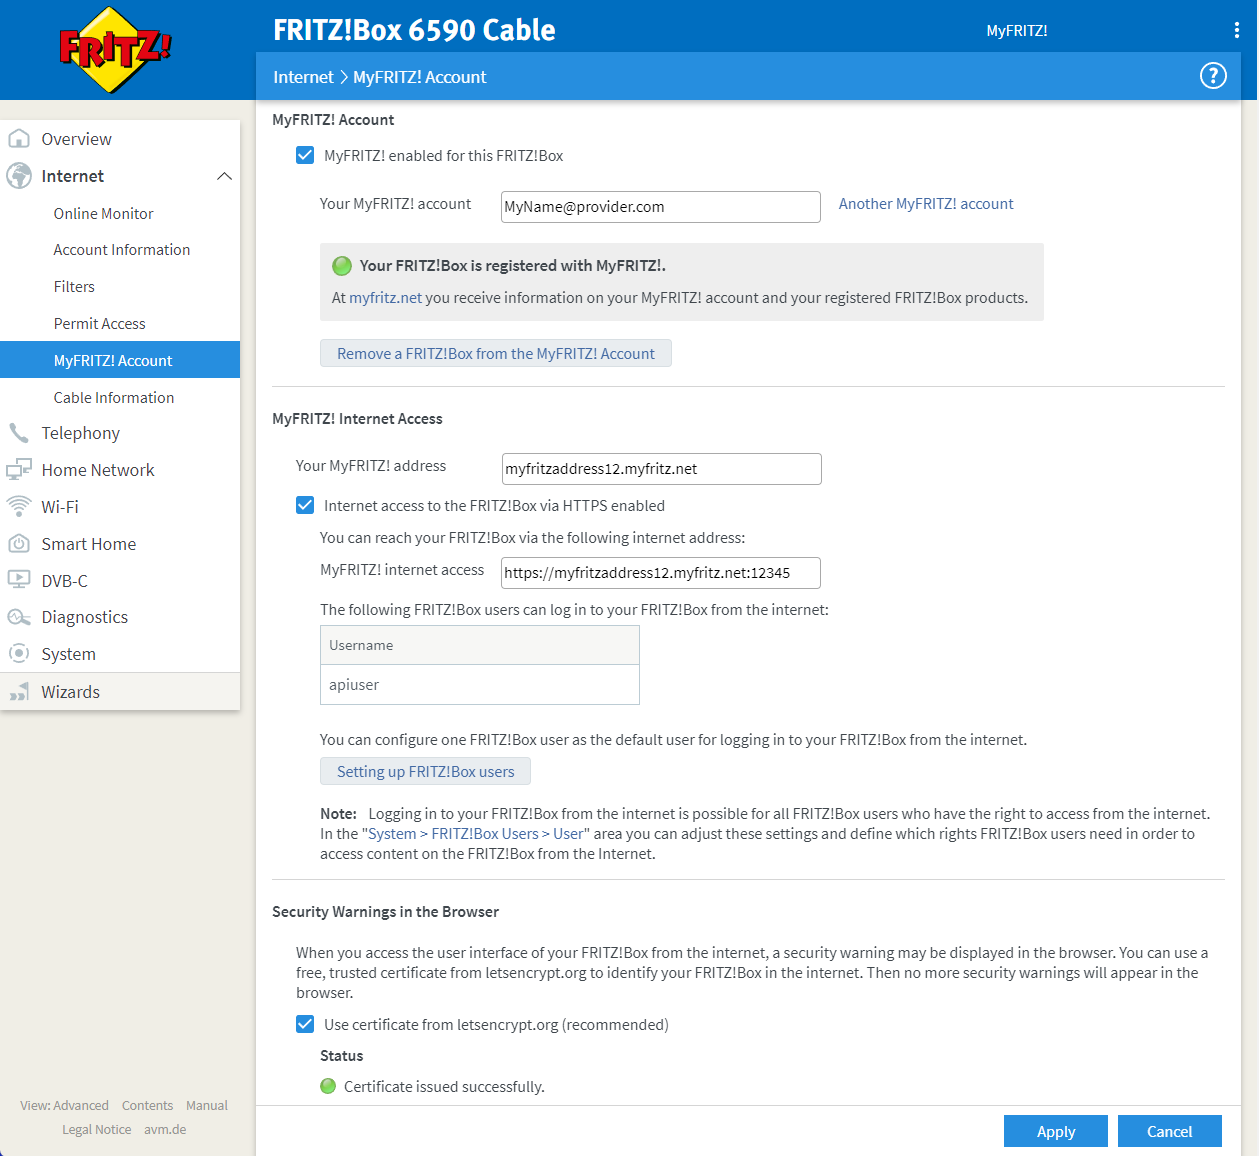 FRITZ!
FRITZ!Box 6590 Cable
MyFRITZ!
Internet > MyFRITZ! Account
?
Overview
Internet
Online Monitor
Account Information
Filters
Permit Access
MyFRITZ! Account
Cable Information
Telephony
Home Network
Wi-Fi
Smart Home
DVB-C
Diagnostics
System
Wizards
View: Advanced Contents Manual
Legal Notice avm.de
MyFRITZ! Account
MyFRITZ! enabled for this FRITZ!Box
Your MyFRITZ! account MyName@provider.com Another MyFRITZ! account
Your FRITZ!Box is registered with MyFRITZ!.
At myfritz.net you receive information on your MyFRITZ! account and your registered FRITZ!Box products.
Remove a FRITZ!Box from the MyFRITZ! Account
MyFRITZ! Internet Access
Your MyFRITZ! address myfritzaddress12.myfritz.net
Internet access to the FRITZ!Box via HTTPS enabled
You can reach your FRITZ!Box via the following internet address:
MyFRITZ! internet access https://myfritzaddress12.myfritz.net:12345
The following FRITZ!Box users can log in to your FRITZ!Box from the internet:
Username
apiuser
You can configure one FRITZ!Box user as the default user for logging in to your FRITZ!Box from the internet.
Setting up FRITZ!Box users
Note: Logging in to your FRITZ!Box from the internet is possible for all FRITZ!Box users who have the right to access from the internet.
In the "System > FRITZ!Box Users > User" area you can adjust these settings and define which rights FRITZ!Box users need in order to
access content on the FRITZ!Box from the Internet.
Security Warnings in the Browser
When you access the user interface of your FRITZ!Box from the internet, a security warning may be displayed in the browser. You can use a
free, trusted certificate from letsencrypt.org to identify your FRITZ!Box in the internet. Then no more security warnings will appear in the
browser.
Use certificate from letsencrypt.org (recommended)
Status
Certificate issued successfully.
Apply Cancel